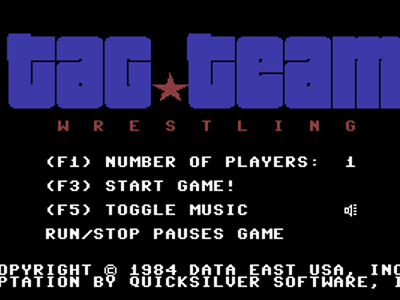 tag★team
WRESTLING
(F1) NUMBER OF PLAYERS: 1
(F3) START GAME!
(F5) TOGGLE MUSIC
RUN/STOP PAUSES GAME
OPYRIGHT © 1984 DATA EAST USA, INC
PTATION BY QUICKSILVER SOFTWARE, I